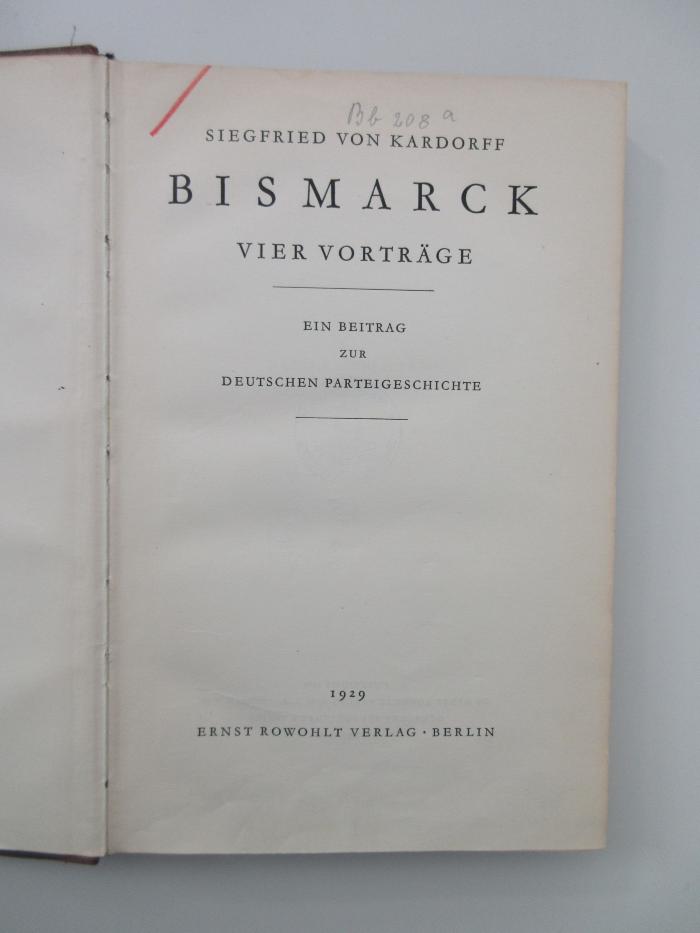 Bb 208 a
SIEGFRIED VON KARDORFF
BISMARCK
VIER VORTRÄGE
EIN BEITRAG
ZUR
DEUTSCHEN PARTEIGESCHICHTE
1929
ERNST ROWOHLT VERLAG · BERLIN